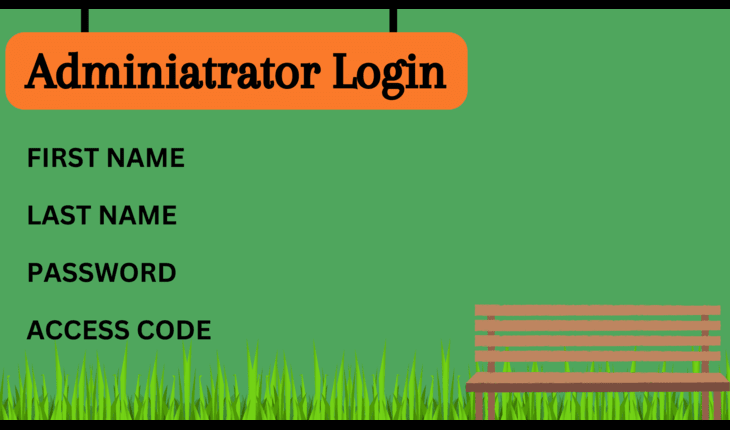 Adminiatrator Login
FIRST NAME
LAST NAME
PASSWORD
ACCESS CODE